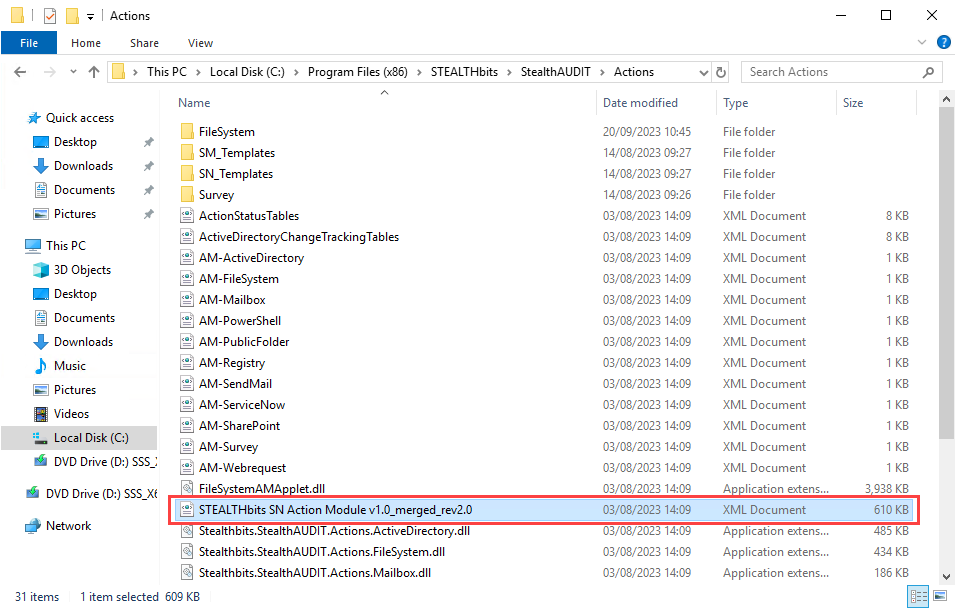 Actions
File Home Share View
This PC Local Disk (C:) Program Files (x86) STEALTHbits StealthAUDIT Actions Search Actions
Name Date modified Type Size
Quick access
Desktop
Downloads
Documents
Pictures
This PC
3D Objects
Desktop
Documents
Downloads
Music
Pictures
Videos
Local Disk (C:)
DVD Drive (D:) SSS_X
DVD Drive (D:) SSS_X6
Network
FileSystem 20/09/2023 10:45 File folder
SM_Templates 14/08/2023 09:27 File folder
SN_Templates 14/08/2023 09:27 File folder
Survey 14/08/2023 09:26 File folder
ActionStatusTables 03/08/2023 14:09 XML Document 8 KB
ActiveDirectoryChangeTrackingTables 03/08/2023 14:09 XML Document 8 KB
AM-ActiveDirectory 03/08/2023 14:09 XML Document 1 KB
AM-FileSystem 03/08/2023 14:09 XML Document 1 KB
AM-Mailbox 03/08/2023 14:09 XML Document 1 KB
AM-PowerShell 03/08/2023 14:09 XML Document 1 KB
AM-PublicFolder 03/08/2023 14:09 XML Document 1 KB
AM-Registry 03/08/2023 14:09 XML Document 1 KB
AM-SendMail 03/08/2023 14:09 XML Document 1 KB
AM-ServiceNow 03/08/2023 14:09 XML Document 1 KB
AM-SharePoint 03/08/2023 14:09 XML Document 1 KB
AM-Survey 03/08/2023 14:09 XML Document 1 KB
AM-Webrequest 03/08/2023 14:09 XML Document 1 KB
FileSystemAMApplet.dll 03/08/2023 14:09 Application extens... 3,938 KB
STEALTHbits SN Action Module v1.0_merged_rev2.0 03/08/2023 14:09 XML Document 610 KB
Stealthbits.StealthAUDIT.Actions.ActiveDirectory.dll 03/08/2023 14:09 Application extens... 485 KB
Stealthbits.StealthAUDIT.Actions.FileSystem.dll 03/08/2023 14:09 Application extens... 434 KB
Stealthbits.StealthAUDIT.Actions.Mailbox.dll 03/08/2023 14:09 Application extens... 186 KB
31 items 1 item selected 609 KB